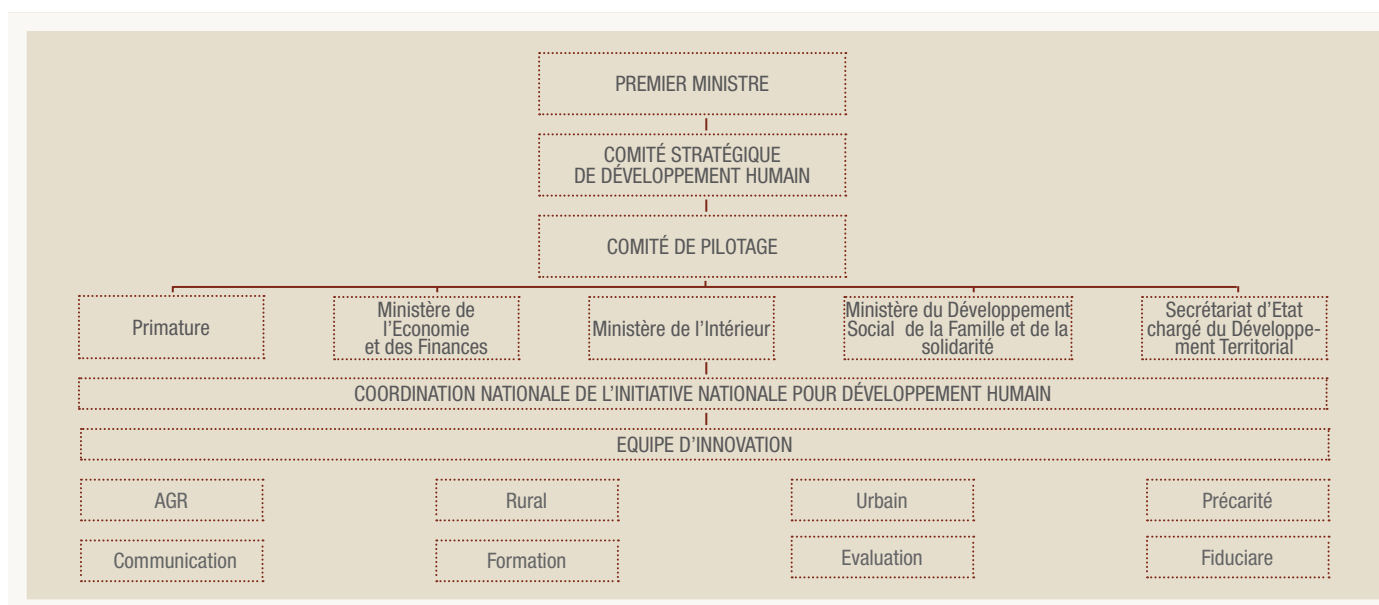 PREMIER MINISTRE
COMITÉ STRATÉGIQUE
DE DÉVELOPPEMENT HUMAIN
COMITÉ DE PILOTAGE
Primature
Ministère de
l’Economie
et des Finances
Ministère de l’Intérieur
Ministère du Développement
Social de la Famille et de la
solidarité
Secrétariat d’Etat
chargé du Développe-
ment Territorial
COORDINATION NATIONALE DE L’INITIATIVE NATIONALE POUR DÉVELOPPEMENT HUMAIN
EQUIPE D’INNOVATION
AGR
Rural
Urbain
Précarité
Communication
Formation
Evaluation
Fiduciare